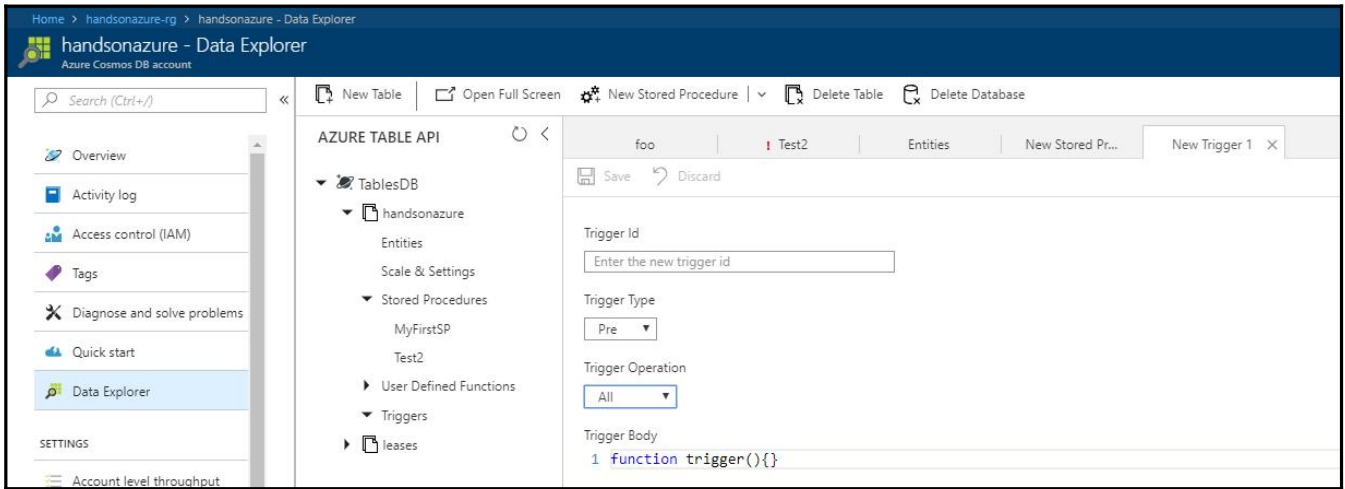 Home > handsonazure-rg > handsonazure - Data Explorer
handsonazure - Data Explorer
Azure Cosmos DB account
Search (Ctrl+/)
«
Overview
Activity log
Access control (IAM)
Tags
Diagnose and solve problems
Quick start
Data Explorer
SETTINGS
Account level throughput
New Table
Open Full Screen
New Stored Procedure
Delete Table
Delete Database
AZURE TABLE API
TablesDB
handsonazure
Entities
Scale & Settings
Stored Procedures
MyFirstSP
Test2
User Defined Functions
Triggers
leases
foo
! Test2
Entities
New Stored Pr...
New Trigger 1
Save
Discard
Trigger Id
Enter the new trigger id
Trigger Type
Pre
Trigger Operation
All
Trigger Body
1 function trigger(){}